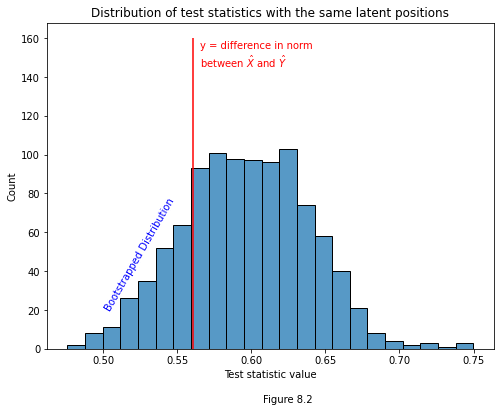 Distribution of test statistics with the same latent positions
160
140
120
100
80
60
40
20
0
Count
y = difference in norm
between X̂ and Ŷ
Bootstrapped Distribution
0.50 0.55 0.60 0.65 0.70 0.75
Test statistic value
Figure 8.2